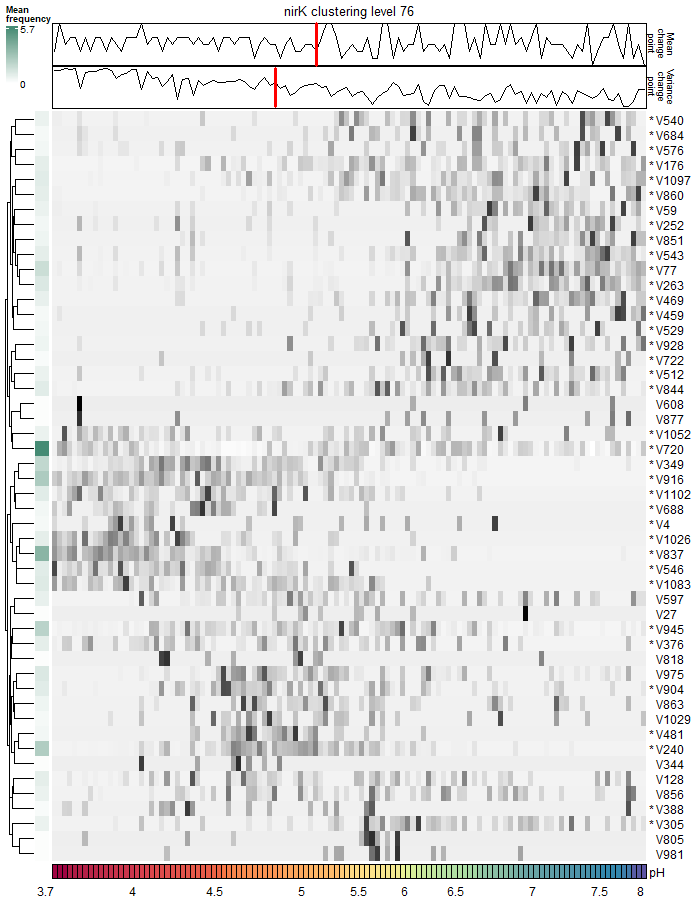 nirK clustering level 76
Mean
frequency
5.7
0
Mean
change
point
Variance
change
point
*V540
*V684
*V576
*V176
*V1097
*V860
*V59
*V252
*V851
*V543
*V77
*V263
*V469
*V459
*V529
*V928
*V722
*V512
*V844
V608
V877
*V1052
*V720
*V349
*V916
*V1102
*V688
*V4
*V1026
*V837
*V546
*V1083
V597
V27
*V945
*V376
V818
V975
*V904
V863
V1029
*V481
*V240
V344
V128
V856
*V388
*V305
V805
V981
pH
3.7 4 4.5 5 5.5 6 6.5 7 7.5 8